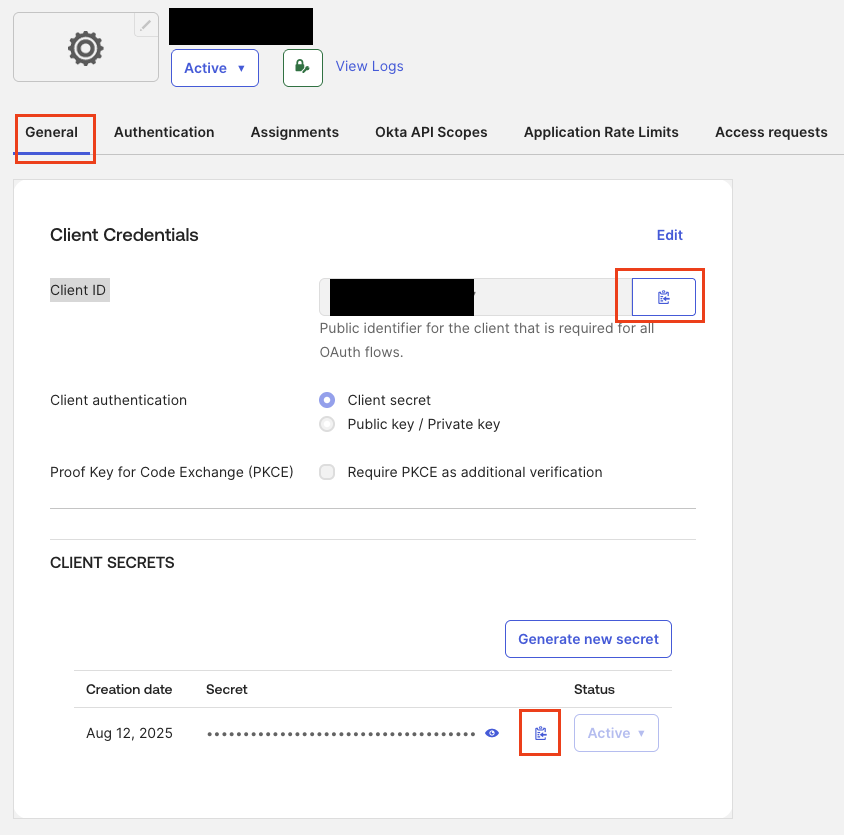 Active ▼
View Logs
General Authentication Assignments Okta API Scopes Application Rate Limits Access requests
Client Credentials
Edit
Client ID
Public identifier for the client that is required for all
OAuth flows.
Client authentication
Client secret
Public key / Private key
Proof Key for Code Exchange (PKCE)
Require PKCE as additional verification
CLIENT SECRETS
Generate new secret
Creation date Secret Status
Aug 12, 2025 ••••••••••••••••••••••••••••••••••••• Active ▼